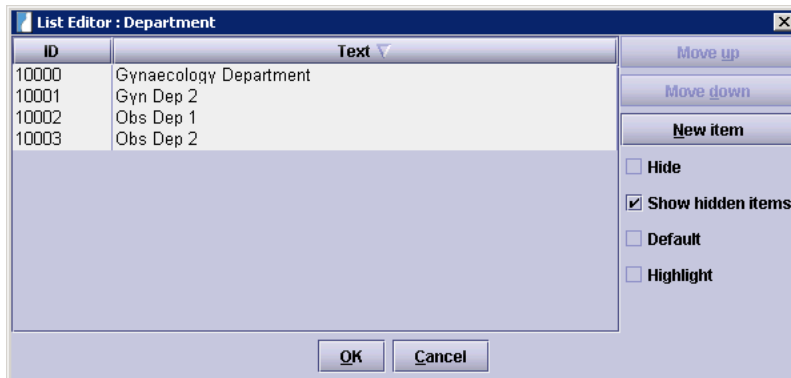 List Editor : Department
ID Text
10000 Gynaecology Department
10001 Gyn Dep 2
10002 Obs Dep 1
10003 Obs Dep 2
Move up
Move down
New item
Hide
Show hidden items
Default
Highlight
OK Cancel